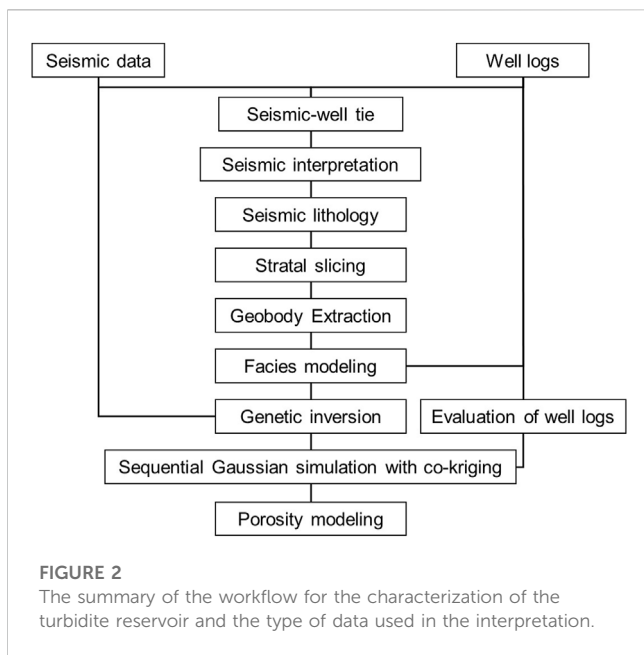 Seismic data
Well logs
Seismic-well tie
Seismic interpretation
Seismic lithology
Stratal slicing
Geobody Extraction
Facies modeling
Genetic inversion
Evaluation of well logs
Sequential Gaussian simulation with co-kriging
Porosity modeling
FIGURE 2
The summary of the workflow for the characterization of the
turbidite reservoir and the type of data used in the interpretation.